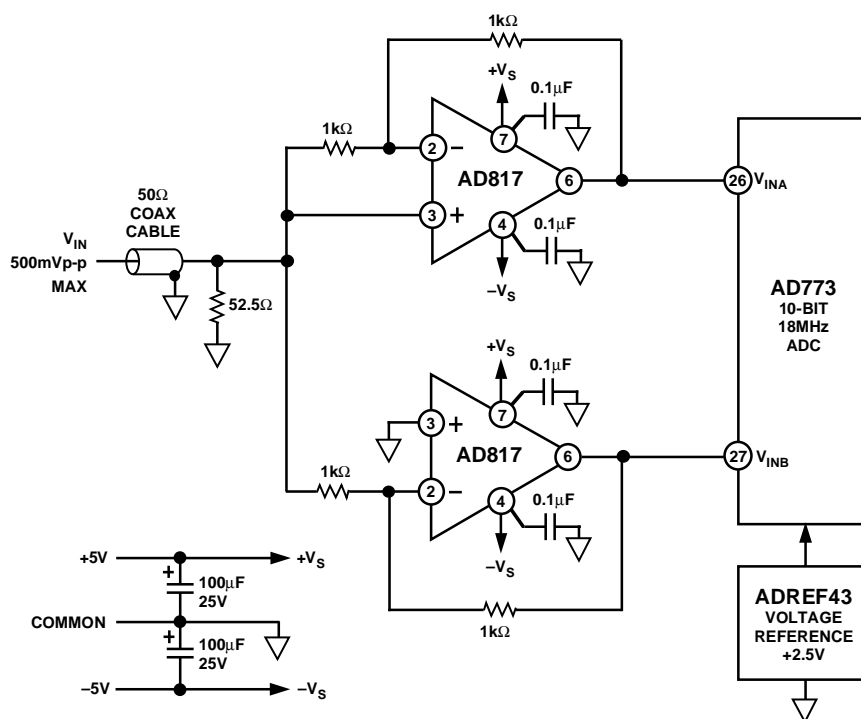 1kΩ
+VS
0.1μF
1kΩ
2
−
7
AD817
6
3
+
4
0.1μF
−VS
50Ω
COAX
CABLE
VIN
500mVp-p
MAX
52.5Ω
26
VINA
AD773
10-BIT
18MHz
ADC
+VS
0.1μF
3
+
7
AD817
6
1kΩ
2
−
4
0.1μF
−VS
27
VINB
1kΩ
+5V
+VS
+
100μF
25V
COMMON
+
100μF
25V
−5V
−VS
ADREF43
VOLTAGE
REFERENCE
+2.5V